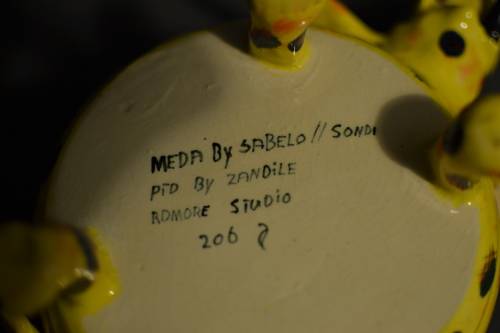 MEDA By SABELO // SONDI
PTD BY ZANDiLE
ADMORE STUDiO
206